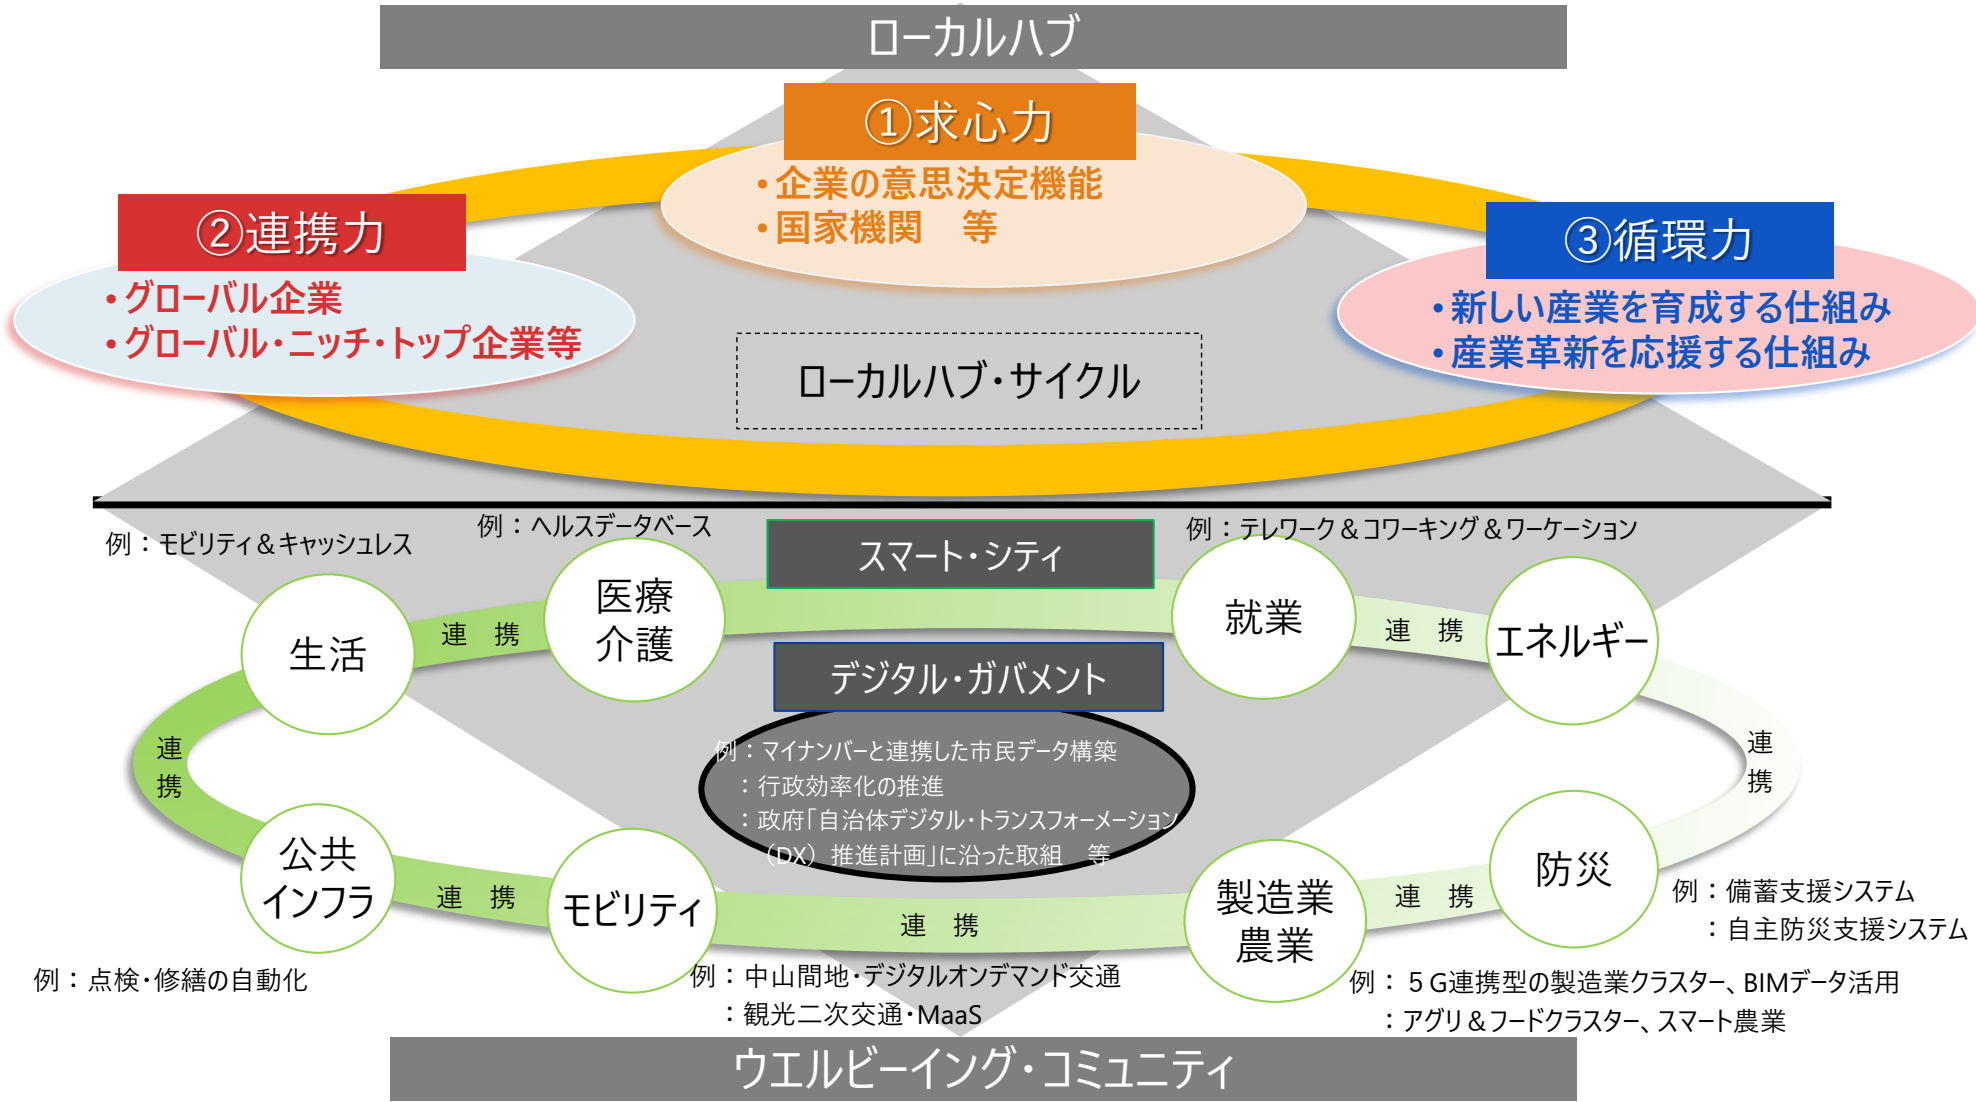 ローカルハブ
①求心力
・企業の意思決定機能
・国家機関　等
②連携力
・グローバル企業
・グローバル・ニッチ・トップ企業等
③循環力
・新しい産業を育成する仕組み
・産業革新を応援する仕組み
ローカルハブ・サイクル
例：モビリティ＆キャッシュレス
例：ヘルスデータベース
スマート・シティ
例：テレワーク＆コワーキング＆ワーケーション
生活
連　携
医療
介護
就業
連　携
エネルギー
デジタル・ガバメント
例：マイナンバーと連携した市民データ構築
：行政効率化の推進
：政府「自治体デジタル・トランスフォーメーション
（DX）推進計画」に沿った取組　等
連
携
連
携
公共
インフラ
連　携
モビリティ
連　携
製造業
農業
連　携
防災
例：備蓄支援システム
：自主防災支援システム
例：点検・修繕の自動化
例：中山間地・デジタルオンデマンド交通
：観光二次交通・MaaS
例：５G連携型の製造業クラスター、BIMデータ活用
：アグリ＆フードクラスター、スマート農業
ウエルビーイング・コミュニティ